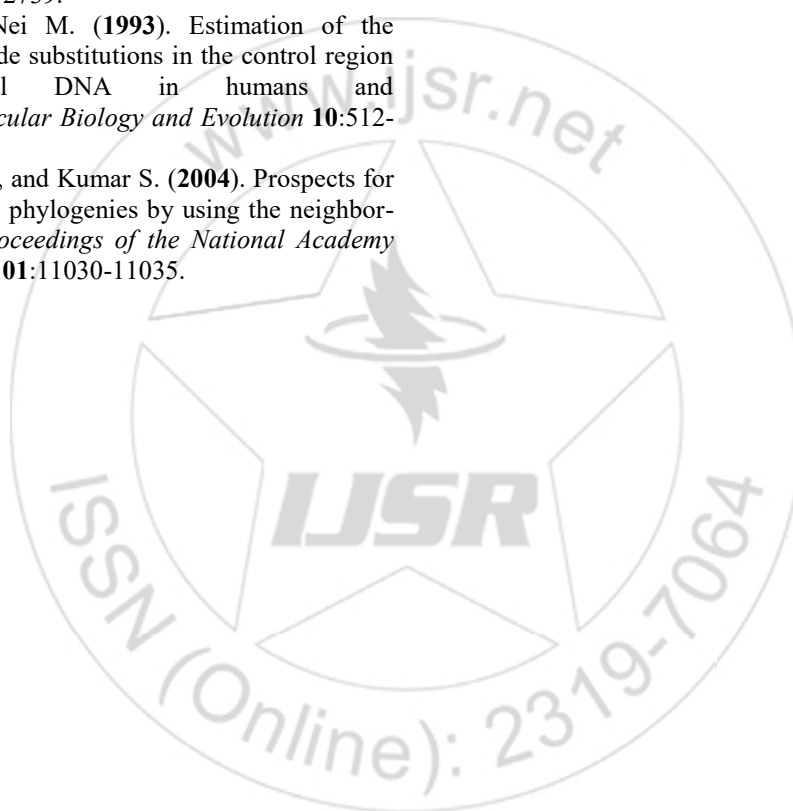 Nei M. (1993). Estimation of the
de substitutions in the control region
l DNA in humans and
cular Biology and Evolution 10:512-
, and Kumar S. (2004). Prospects for
phylogenies by using the neighbor-
oceedings of the National Academy
01:11030-11035.
www.ijsr.net
IJSR
ISSN (Online): 2319-7064